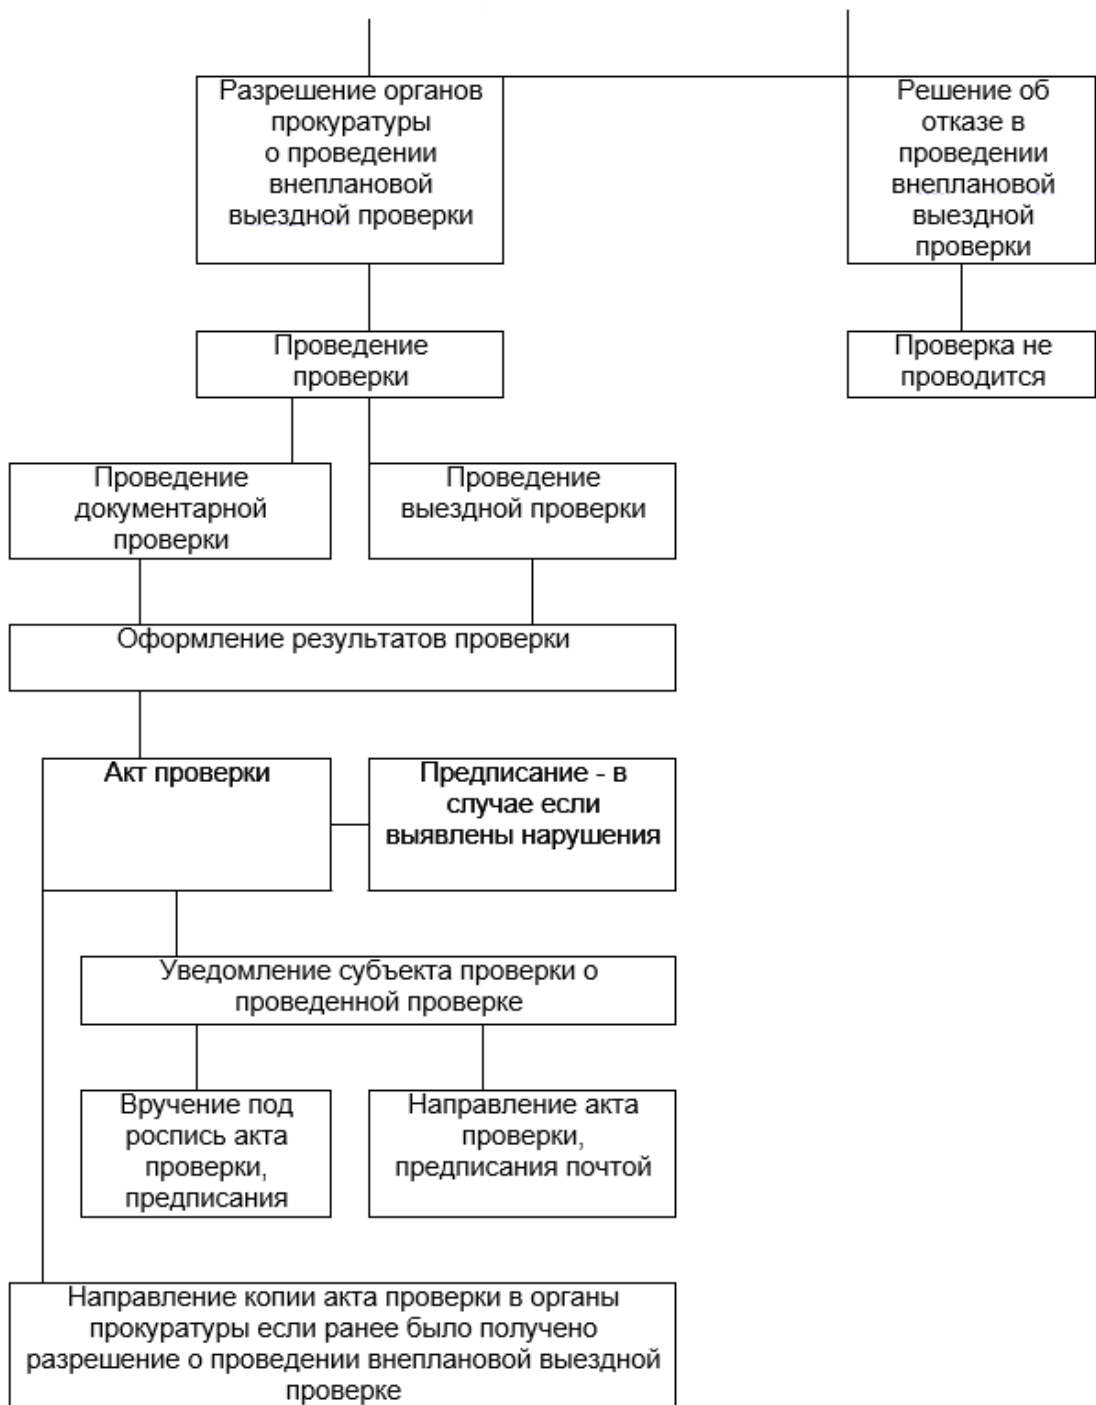 Разрешение органов
прокуратуры
о проведении
внеплановой
выездной проверки
Решение об
отказе в
проведении
внеплановой
выездной
проверки
Проведение
проверки
Проверка не
проводится
Проведение
документарной
проверки
Проведение
выездной проверки
Оформление результатов проверки
Акт проверки
Предписание - в
случае если
выявлены нарушения
Уведомление субъекта проверки о
проведенной проверке
Вручение под
роспись акта
проверки,
предписания
Направление акта
проверки,
предписания почтой
Направление копии акта проверки в органы
прокуратуры если ранее было получено
разрешение о проведении внеплановой выездной
проверке